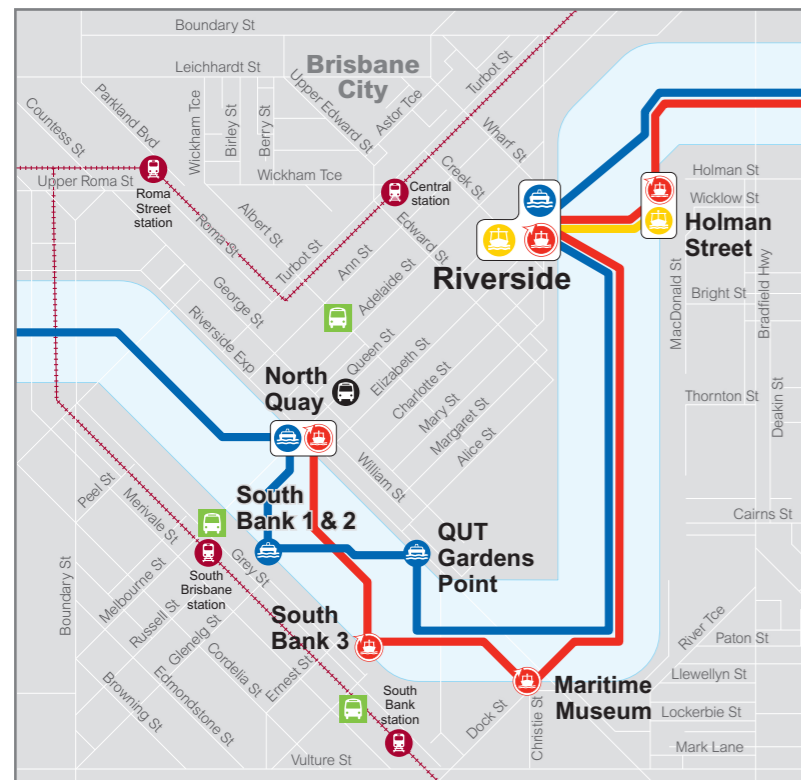 Boundary St
Leichhardt St
Brisbane
City
Turbot St
Parkland Bvd
Countess St
Wickham Tce
Birley St
Berry St
Upper Edward St
Astor Tce
Wharf St
Creek St
Holman St
Wicklow St
Upper Roma St
Wickham Tce
Central
station
Roma
Street
station
Albert St
Roma St
Turbot St
Ann St
Edward St
Adelaide St
Riverside
Holman
Street
MacDonald St
Bradfield Hwy
Bright St
George St
Riverside Exp
Queen St
Elizabeth St
Charlotte St
Mary St
Margaret St
Alice St
North
Quay
Thornton St
Deakin St
William St
Peel St
Merivale St
South
Bank 1 & 2
QUT
Gardens
Point
Cairns St
Boundary St
Melbourne St
South
Brisbane
station
Grey St
Russell St
Glenelg St
Cordelia St
Ernest St
Edmondstone St
Browning St
South
Bank 3
South
Bank
station
Vulture St
Maritime
Museum
Dock St
Christie St
River Tce
Paton St
Llewellyn St
Lockerbie St
Mark Lane